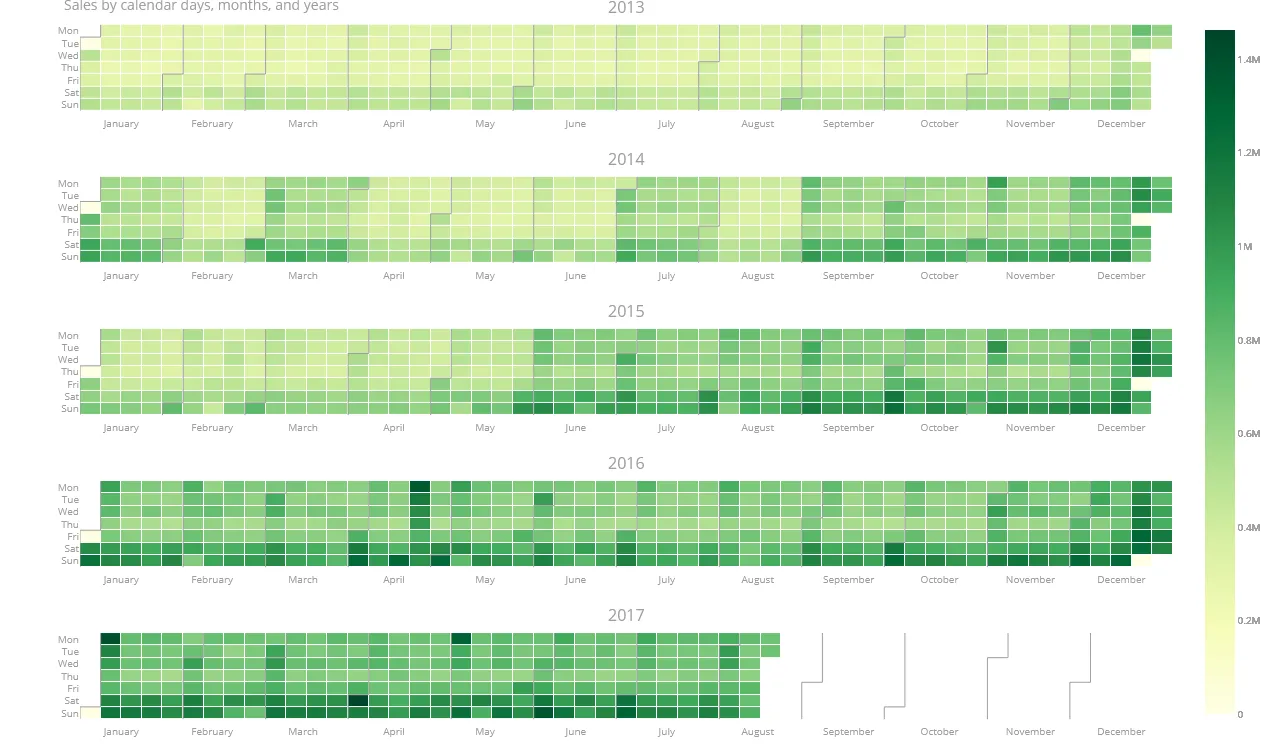 Sales by calendar days, months, and years
2013
Mon
Tue
Wed
Thu
Fri
Sat
Sun
January February March April May June July August September October November December
2014
Mon
Tue
Wed
Thu
Fri
Sat
Sun
January February March April May June July August September October November December
2015
Mon
Tue
Wed
Thu
Fri
Sat
Sun
January February March April May June July August September October November December
2016
Mon
Tue
Wed
Thu
Fri
Sat
Sun
January February March April May June July August September October November December
2017
Mon
Tue
Wed
Thu
Fri
Sat
Sun
January February March April May June July August September October November December
1.4M
1.2M
1M
0.8M
0.6M
0.4M
0.2M
0